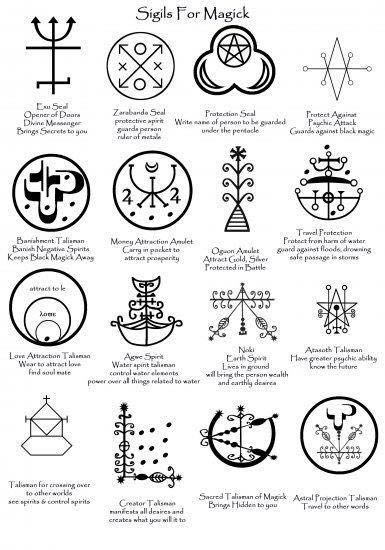 Sigils For Magick
Exu Seal
Opener of Doors
Divine Messenger
Brings Secrets to you
Zarabanda Seal
protective spirit
guards person
ruler of metals
Protection Seal
Write name of person to be guarded
under the pentacle
Protect Against
Psychic Attack
Guards against black magic
Banishment Talisman
Banish Negative Spirits
Keeps Black Magick Away
Money Attraction Amulet
Carry in packet to
attract prosperity
Oguon Amulet
Attract Gold, Silver
Protected in Battle
Travel Protection
Protect from harm of water
guard against floods, drowning
safe passage in storms
attract to le
Love Attraction Talisman
Wear to attract love
find soul mate
Agwe Spirit
Water spirit talisman
control water elements
power over all things related to water
Noki
Earth Spirit
Lives in ground
will bring the person wealth
and earthly desires
Atasoth Talisman
Have greater psychic ability
know the future
Talisman for crossing over
to other worlds
see spirits & control spirits
Creator Talisman
manifests all desires and
creates what you will it to
Sacred Talisman of Magick
Brings Hidden to you
Astral Projection Talisman
Travel to other words